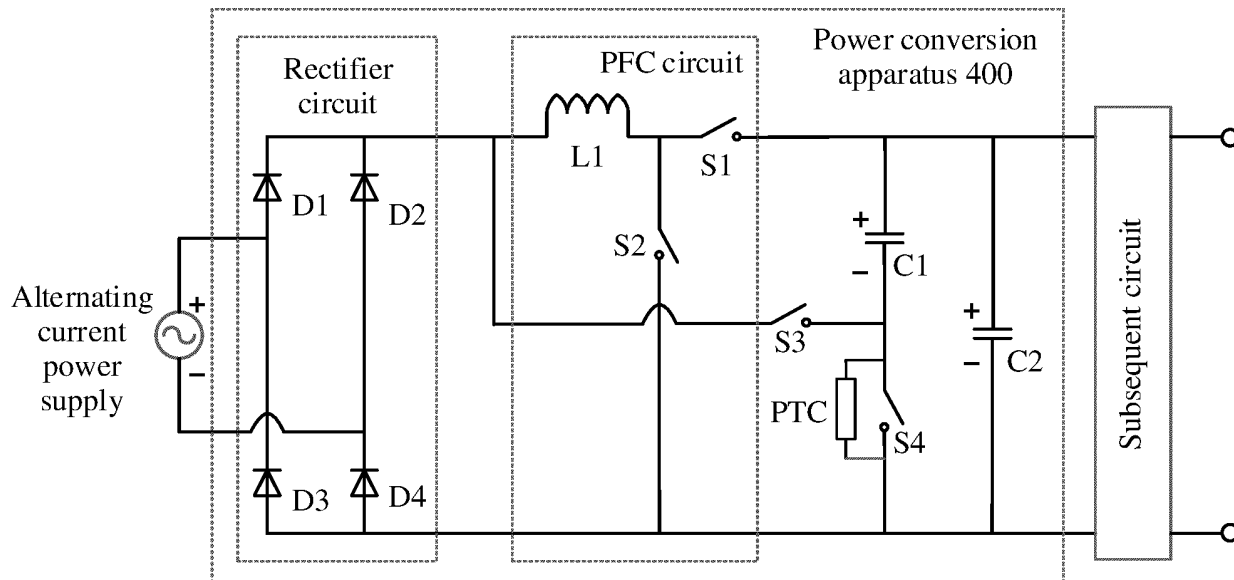 Power conversion
apparatus 400
Rectifier
circuit
PFC circuit
L1
S1
D1
D2
S2
+
−
C1
Alternating
current
power
supply
+
−
S3
+
−
C2
PTC
S4
D3
D4
Subsequent circuit